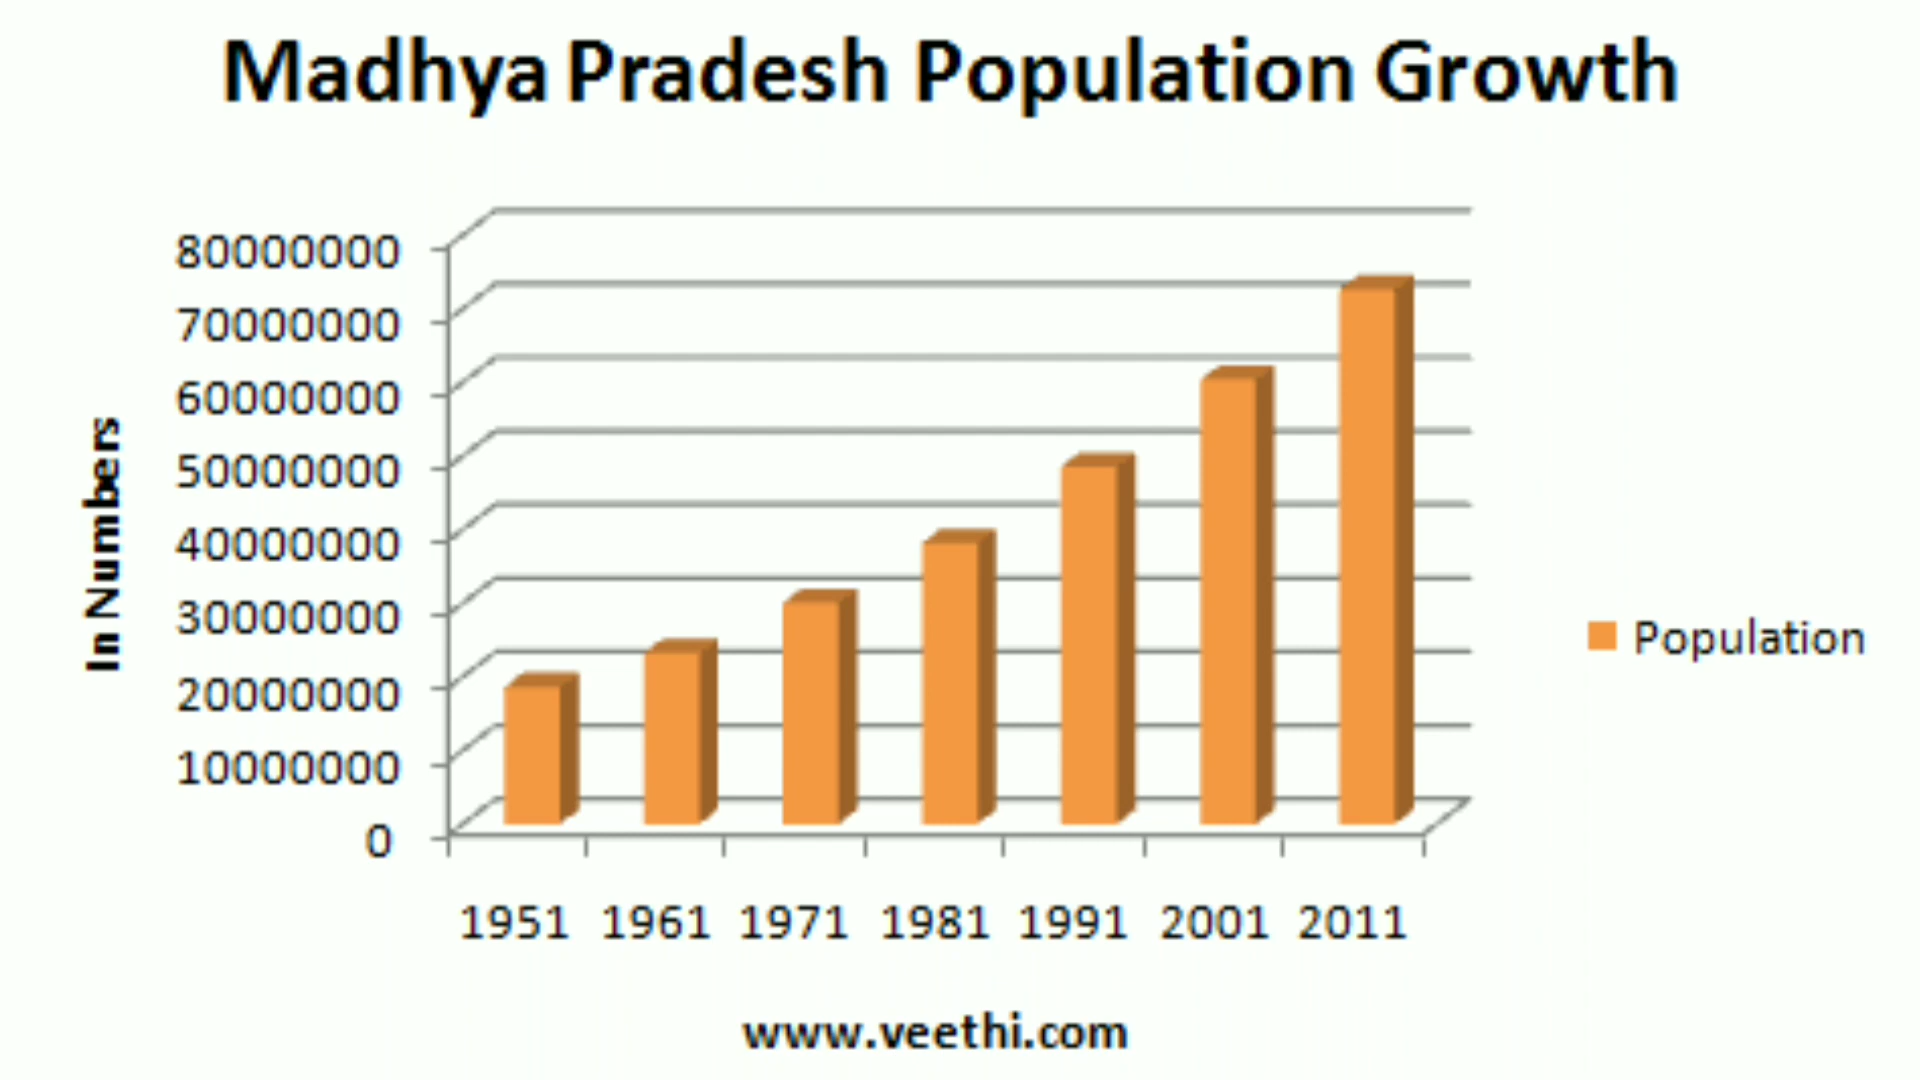 Madhya Pradesh Population Growth
80000000
70000000
60000000
50000000
40000000
30000000
20000000
10000000
0
In Numbers
1951 1961 1971 1981 1991 2001 2011
Population
www.veethi.com